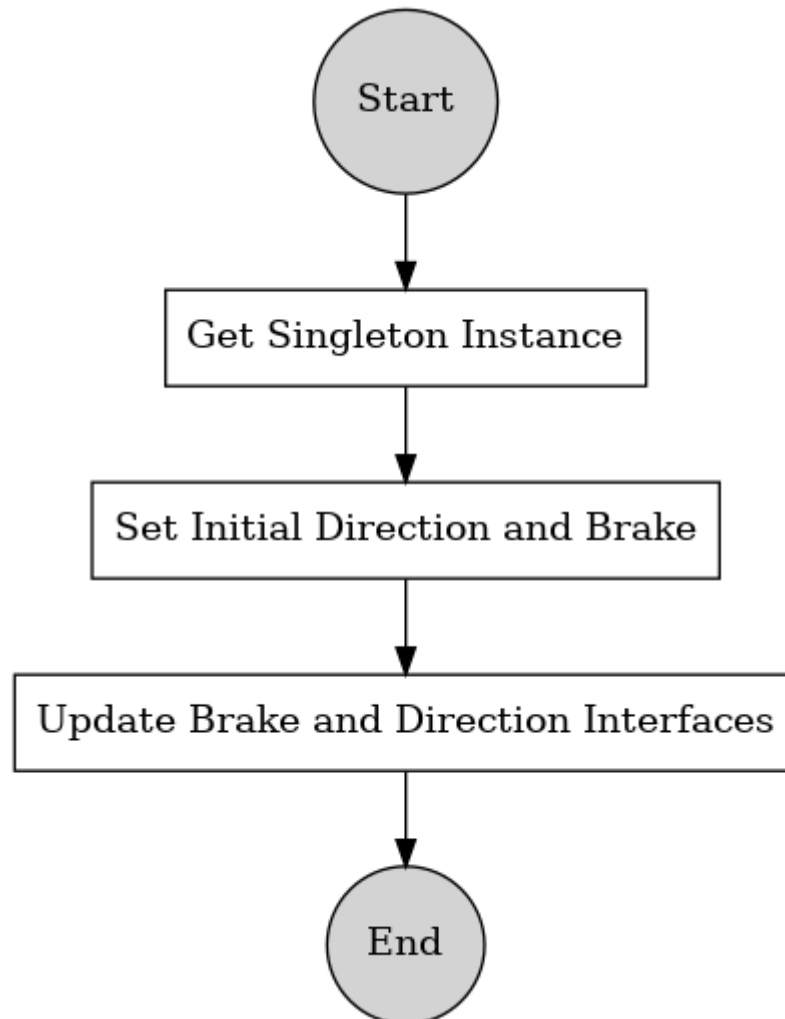 Start
Get Singleton Instance
Set Initial Direction and Brake
Update Brake and Direction Interfaces
End